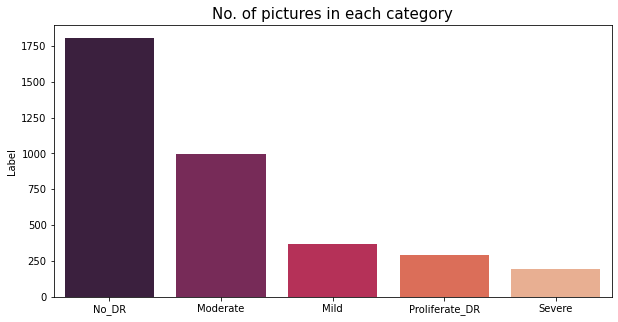 No. of pictures in each category
Label
1750
1500
1250
1000
750
500
250
0
No_DR Moderate Mild Proliferate_DR Severe